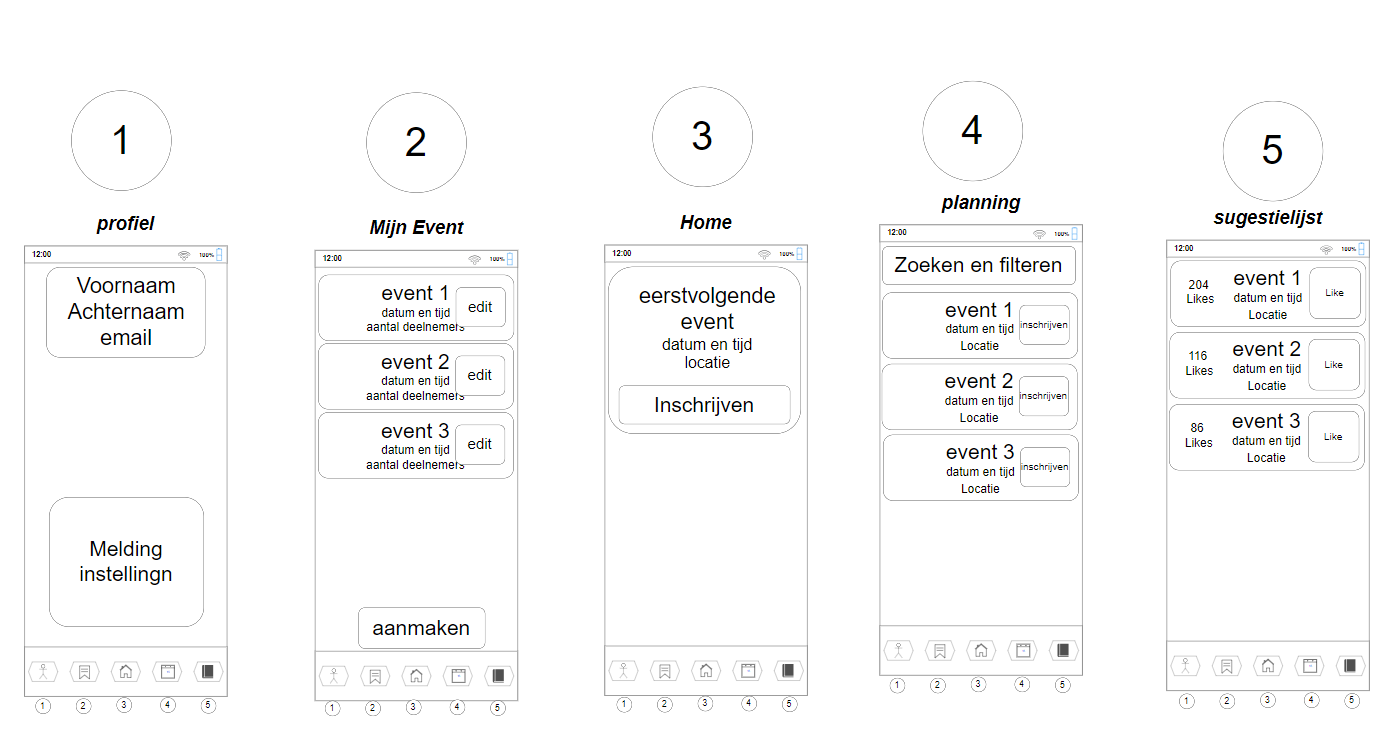 1
profiel
12:00
100%
Voornaam
Achternaam
email
Melding
instellingn
1
2
3
4
5
2
Mijn Event
12:00
100%
event 1
datum en tijd
aantal deelnemers
edit
event 2
datum en tijd
aantal deelnemers
edit
event 3
datum en tijd
aantal deelnemers
edit
aanmaken
1
2
3
4
5
3
Home
12:00
100%
eerstvolgende
event
datum en tijd
locatie
Inschrijven
1
2
3
4
5
4
planning
12:00
100%
Zoeken en filteren
event 1
datum en tijd
Locatie
inschrijven
event 2
datum en tijd
Locatie
inschrijven
event 3
datum en tijd
Locatie
inschrijven
1
2
3
4
5
5
sugestielijst
12:00
100%
204
Likes
event 1
datum en tijd
Locatie
Like
116
Likes
event 2
datum en tijd
Locatie
Like
86
Likes
event 3
datum en tijd
Locatie
Like
1
2
3
4
5